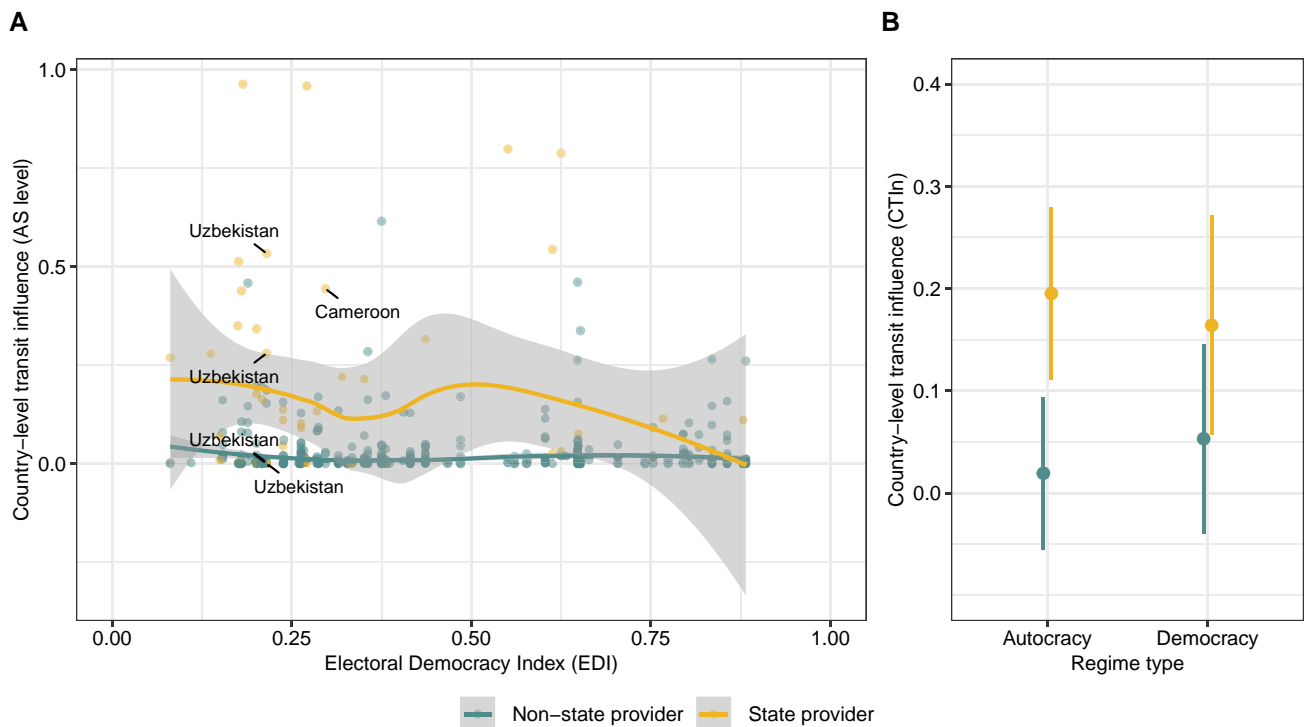 A
Country−level transit influence (AS level)
1.0
0.5
0.0
Uzbekistan
Cameroon
Uzbekistan
Uzbekistan
Uzbekistan
0.00 0.25 0.50 0.75 1.00
Electoral Democracy Index (EDI)
B
Country−level transit influence (CTIn)
0.4
0.3
0.2
0.1
0.0
Autocracy Democracy
Regime type
Non−state provider State provider